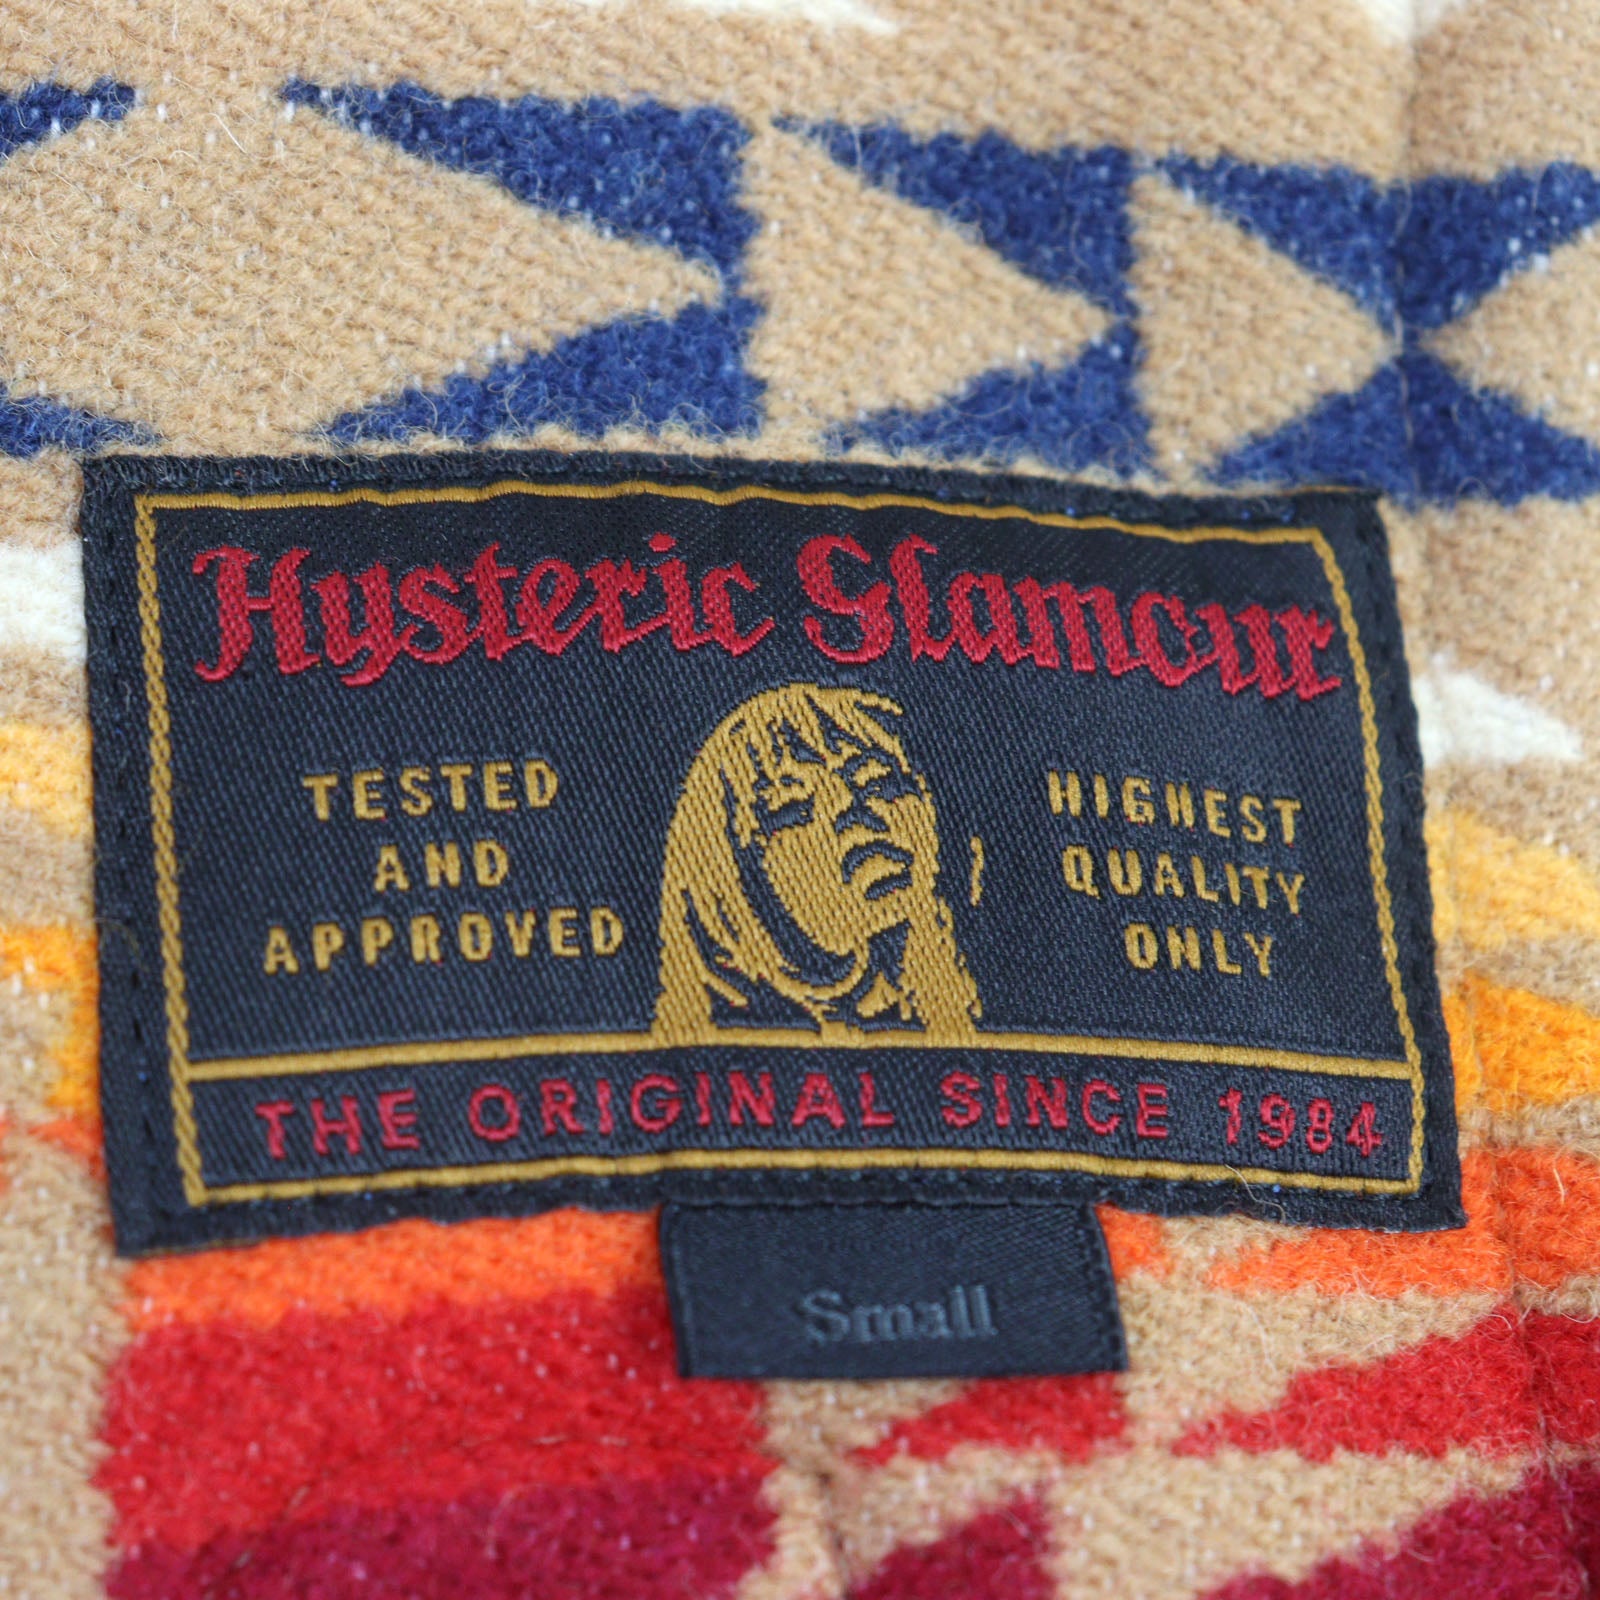 Hysteric Glamour
TESTED
AND
APPROVED
HIGHEST
QUALITY
ONLY
THE ORIGINAL SINCE 1984
Small